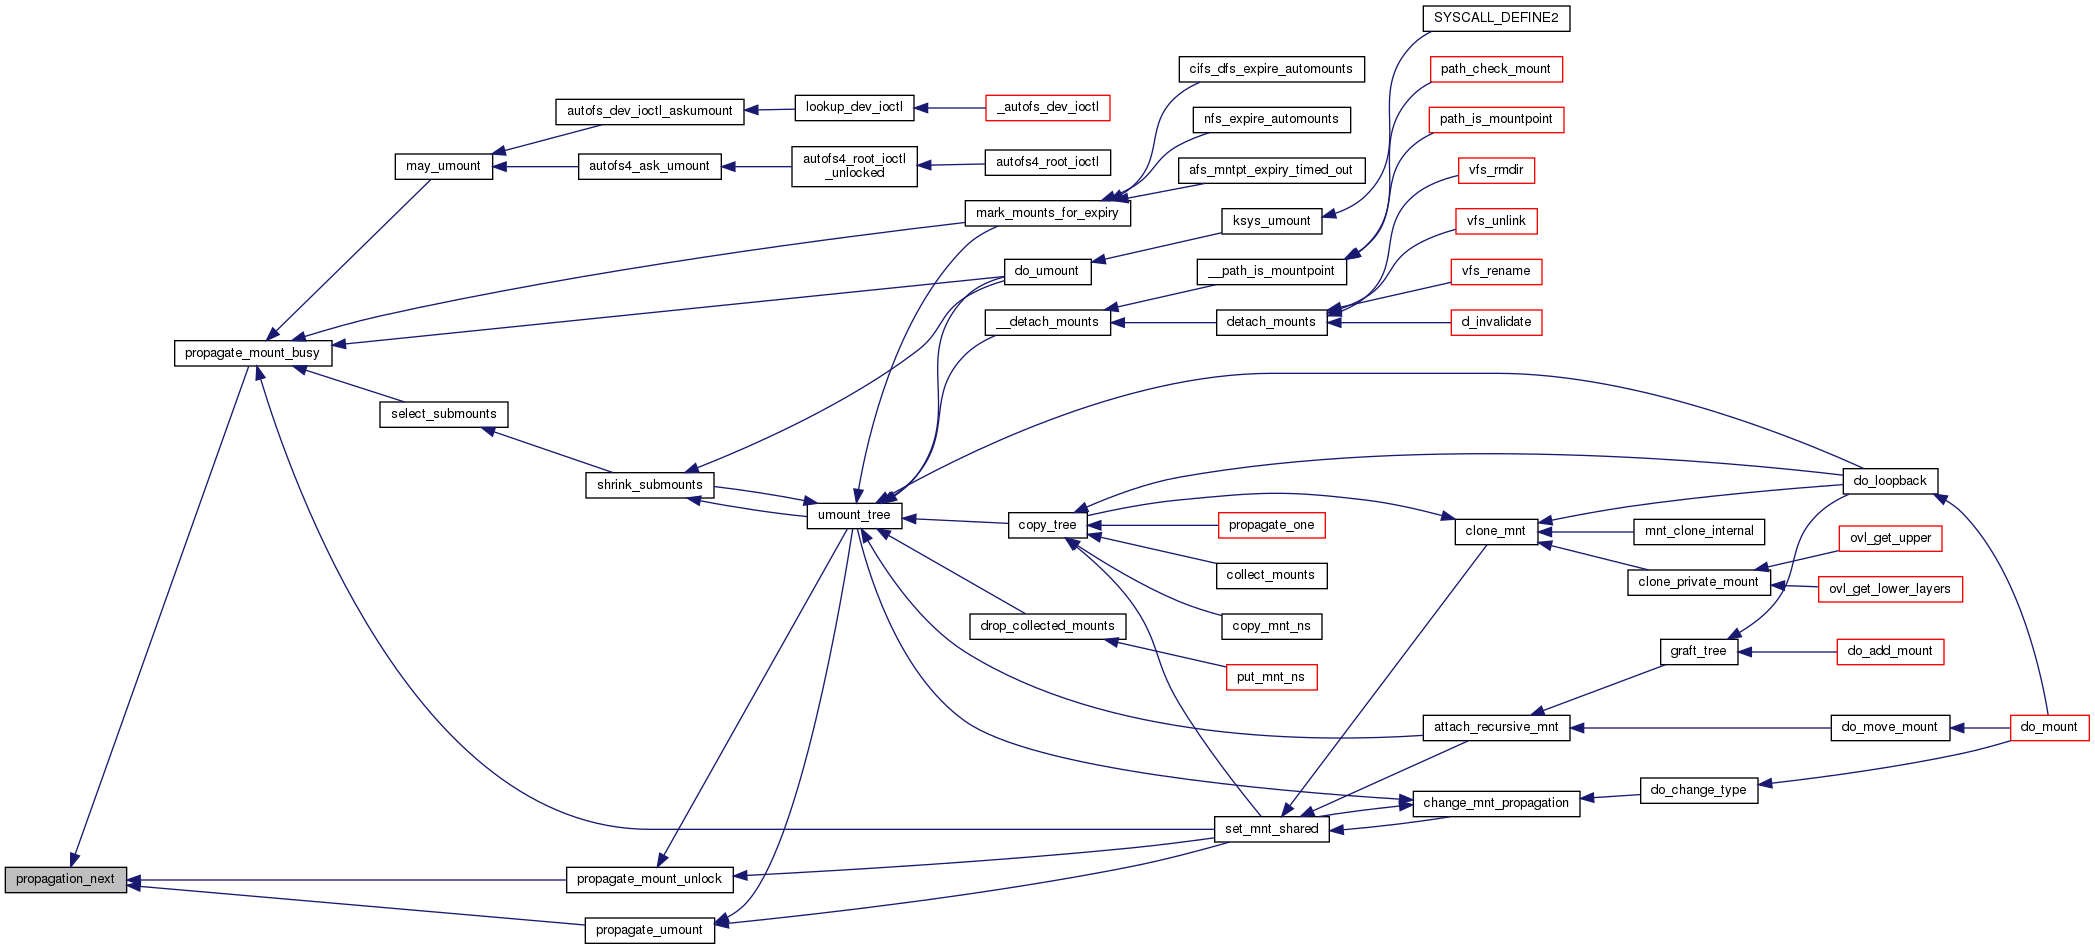 SYSCALL_DEFINE2
cifs_dfs_expire_automounts
path_check_mount
autofs_dev_ioctl_askumount
lookup_dev_ioctl
_autofs_dev_ioctl
nfs_expire_automounts
path_is_mountpoint
may_umount
autofs4_ask_umount
autofs4_root_ioctl
_unlocked
autofs4_root_ioctl
afs_mntpt_expiry_timed_out
vfs_rmdir
mark_mounts_for_expiry
ksys_umount
vfs_unlink
do_umount
__path_is_mountpoint
vfs_rename
__detach_mounts
detach_mounts
d_invalidate
propagate_mount_busy
select_submounts
shrink_submounts
do_loopback
umount_tree
copy_tree
propagate_one
clone_mnt
mnt_clone_internal
ovl_get_upper
collect_mounts
clone_private_mount
ovl_get_lower_layers
drop_collected_mounts
copy_mnt_ns
graft_tree
do_add_mount
put_mnt_ns
attach_recursive_mnt
do_move_mount
do_mount
do_change_type
change_mnt_propagation
set_mnt_shared
propagation_next
propagate_mount_unlock
propagate_umount